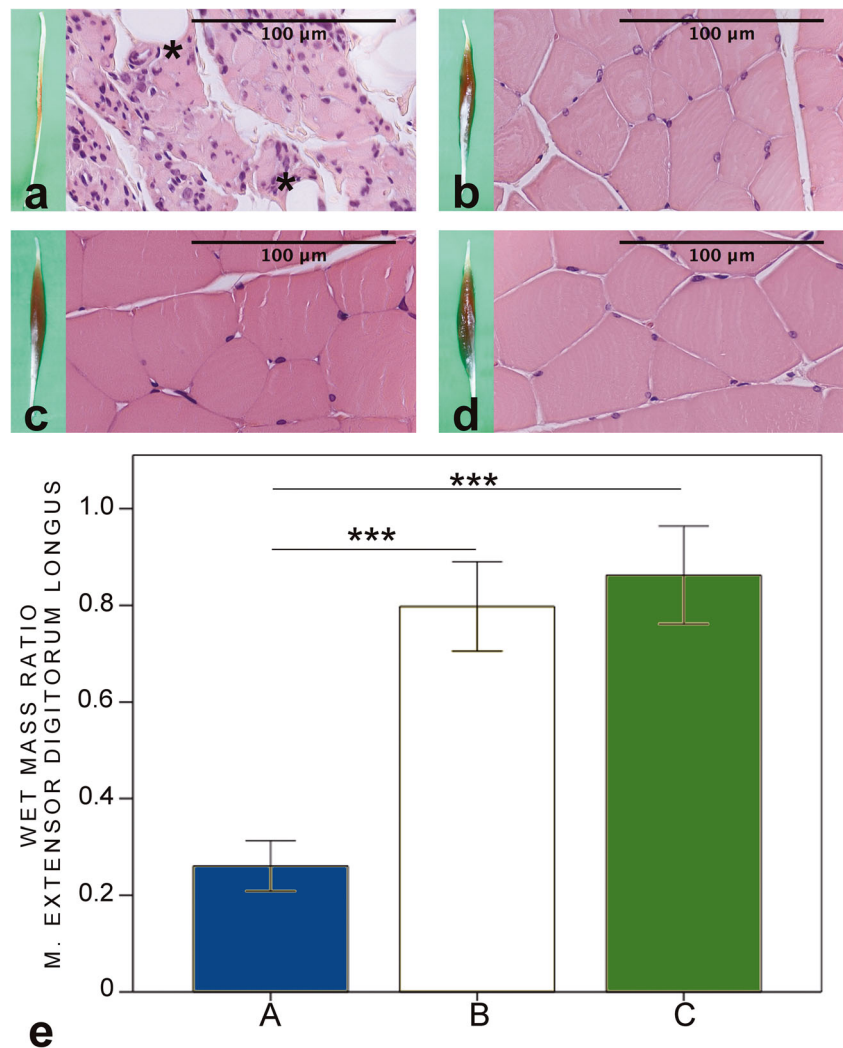 100 µm
*
*
a
100 µm
b
100 µm
c
100 µm
d
WET MASS RATIO
M. EXTENSOR DIGITORUM LONGUS
1.0
0.8
0.6
0.4
0.2
0
***
***
A
B
C
e